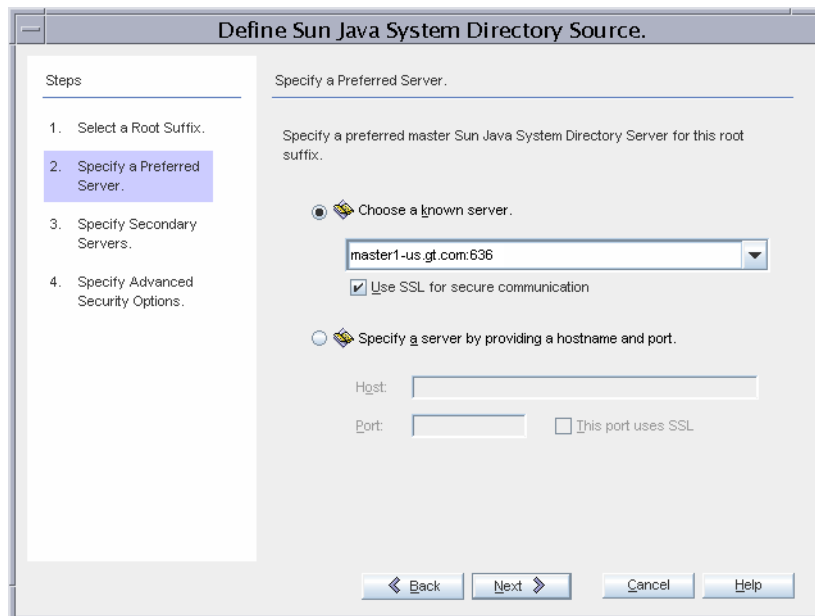 Define Sun Java System Directory Source.
Steps
1. Select a Root Suffix.
2. Specify a Preferred
Server.
3. Specify Secondary
Servers.
4. Specify Advanced
Security Options.
Specify a Preferred Server.
Specify a preferred master Sun Java System Directory Server for this root
suffix.
Choose a known server.
master1-us.gt.com:636
Use SSL for secure communication
Specify a server by providing a hostname and port.
Host:
Port:
This port uses SSL
Back
Next
Cancel
Help